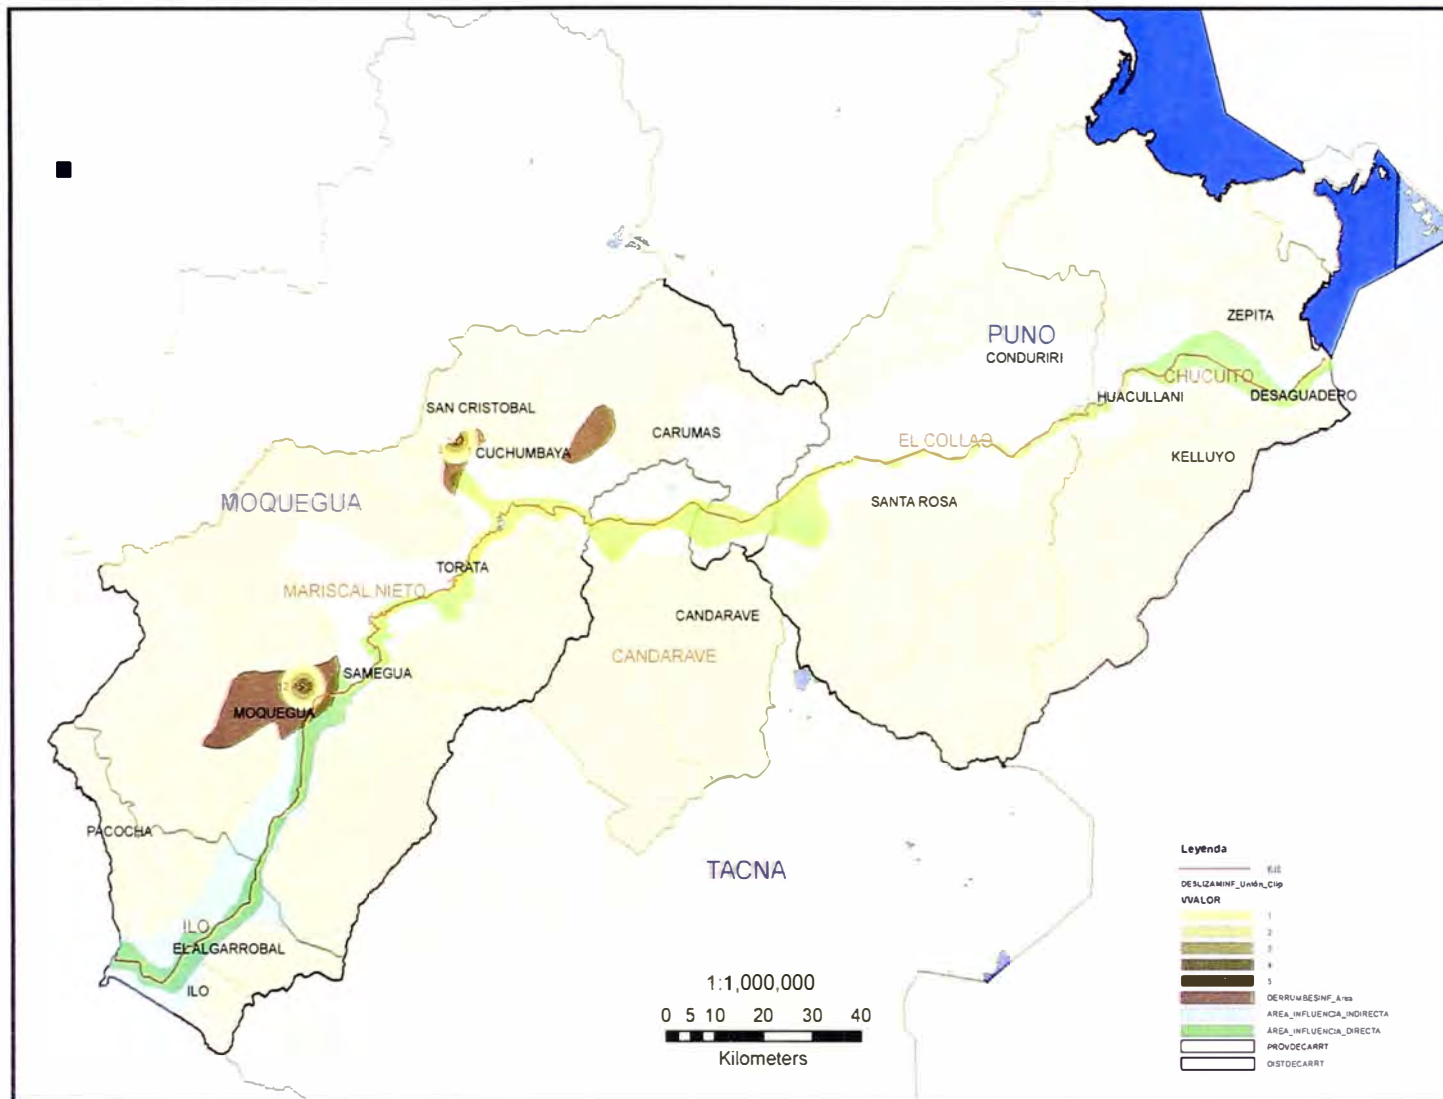 ZEPITA
PUNO
CONDURIRI
CHUCUITO
HUACULLANI
DESAGUADERO
SAN CRISTOBAL
CARUMAS
CUCHUMBAYA
EL COLLAO
KELLUYO
MOQUEGUA
SANTA ROSA
TORATA
MARISCAL NIETO
CANDARAVE
CANDARAVE
SAMEGUA
MOQUEGUA
PACOCHA
TACNA
ILO
EL ALGARROBAL
ILO
1:1,000,000
0 5 10 20 30 40
Kilometers
Leyenda
DESLIZAMINF_Unión_Clip
VVALOR
1
2
3
4
5
DERRUMBESINF_Area
AREA_INFLUENCIA_INDIRECTA
ÁREA_INFLUENCIA_DIRECTA
PROVDECARRT
DISTDECARRT